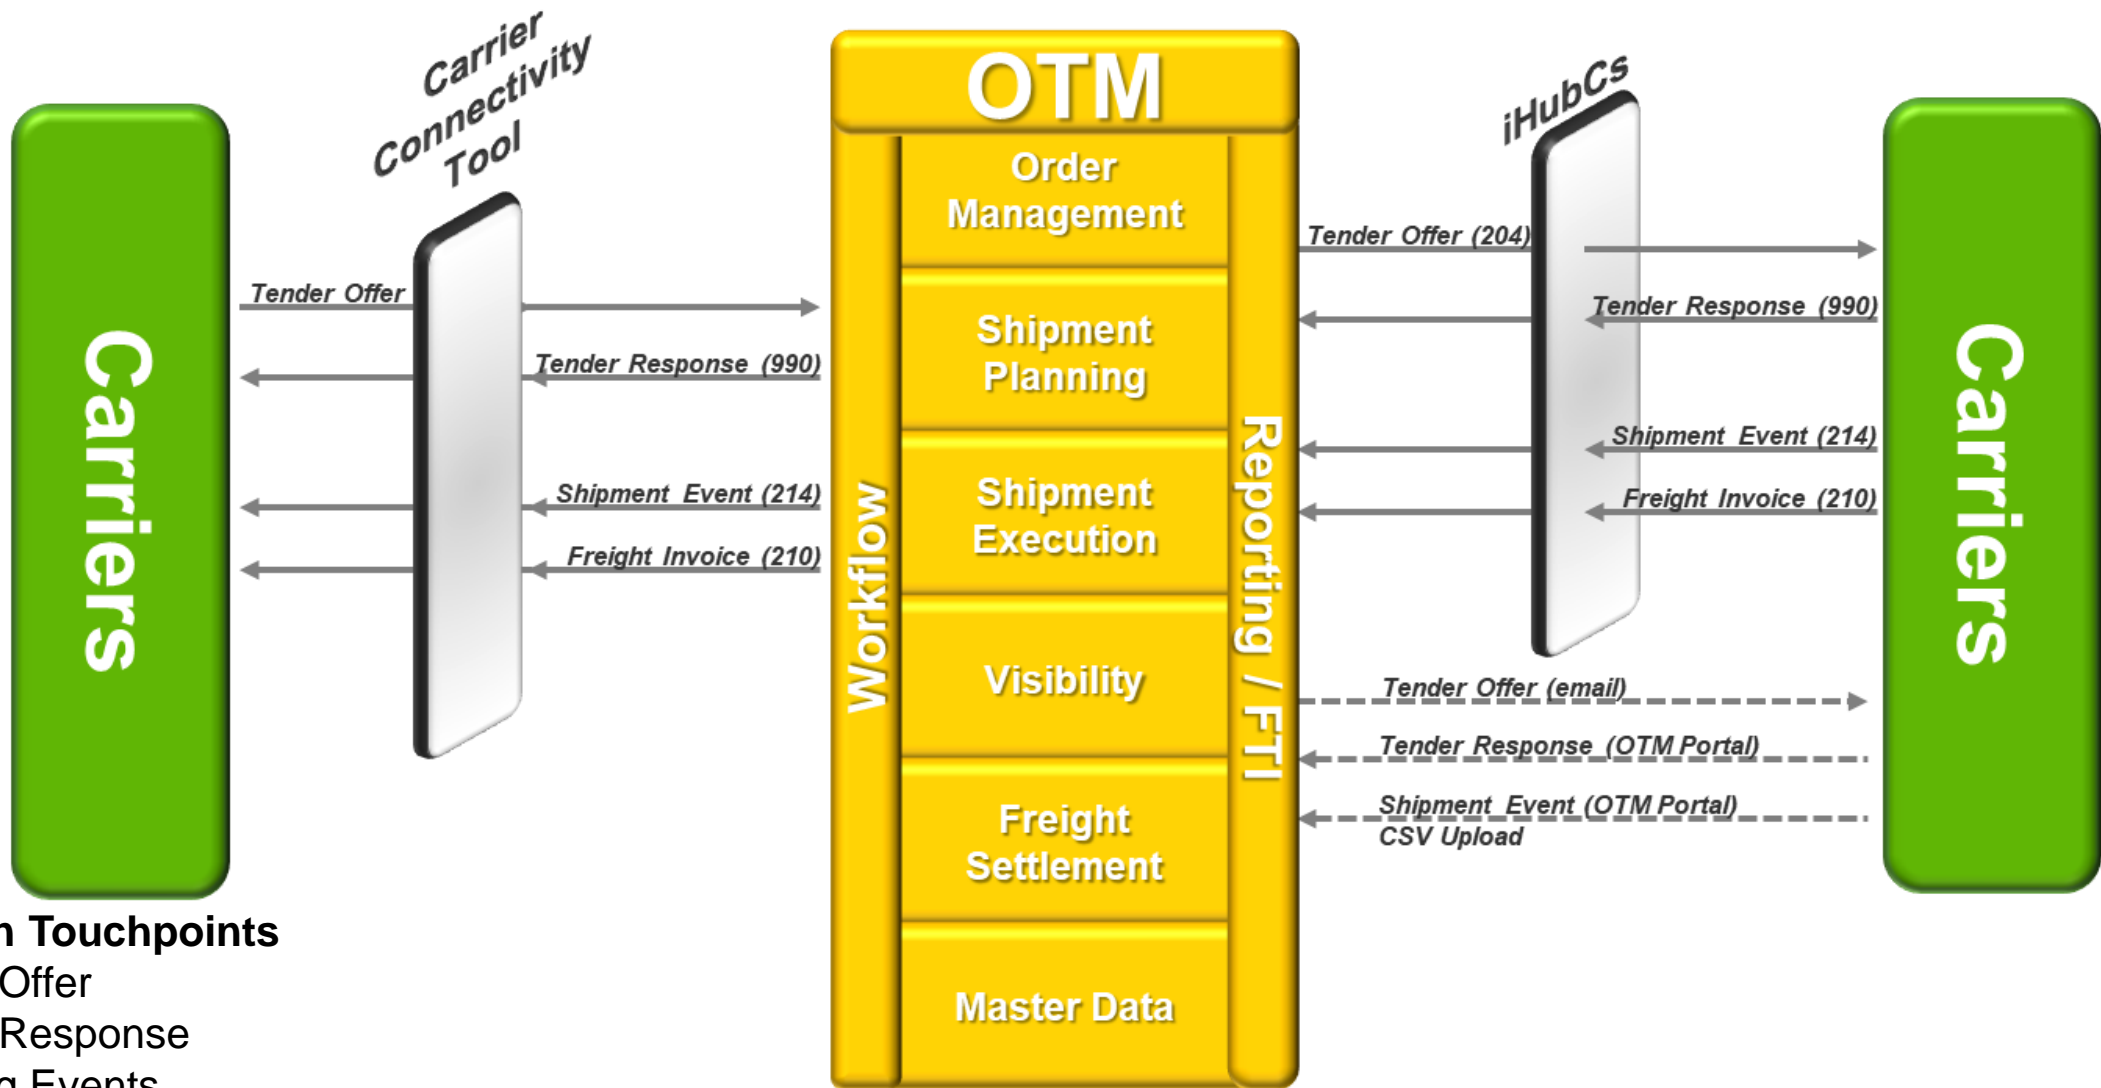 Carrier
Connectivity
Tool
Carriers
Tender Offer
Tender Response (990)
Shipment Event (214)
Freight Invoice (210)
OTM
Workflow
Order
Management
Shipment
Planning
Shipment
Execution
Visibility
Freight
Settlement
Master Data
Reporting / FTI
iHubCs
Tender Offer (204)
Tender Response (990)
Shipment Event (214)
Freight Invoice (210)
Tender Offer (email)
Tender Response (OTM Portal)
Shipment Event (OTM Portal)
CSV Upload
Carriers
Touchpoints
Offer
Response
Events